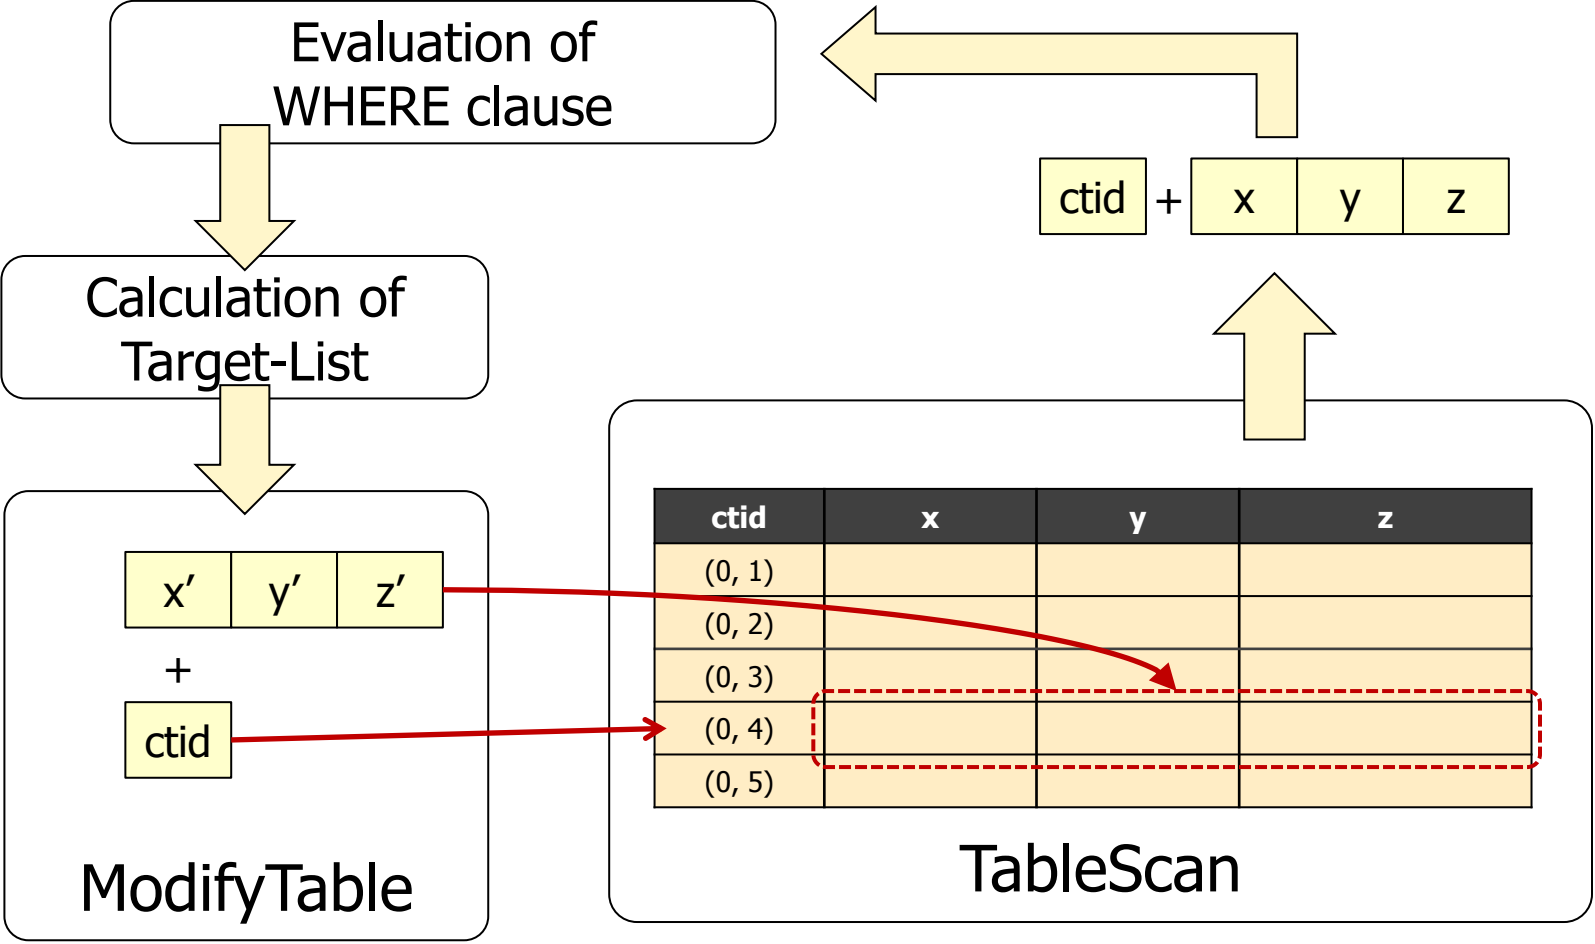 Evaluation of
WHERE clause
ctid + x y z
Calculation of
Target-List
x′ y′ z′
+
ctid
ModifyTable
ctid x y z
(0, 1)
(0, 2)
(0, 3)
(0, 4)
(0, 5)
TableScan